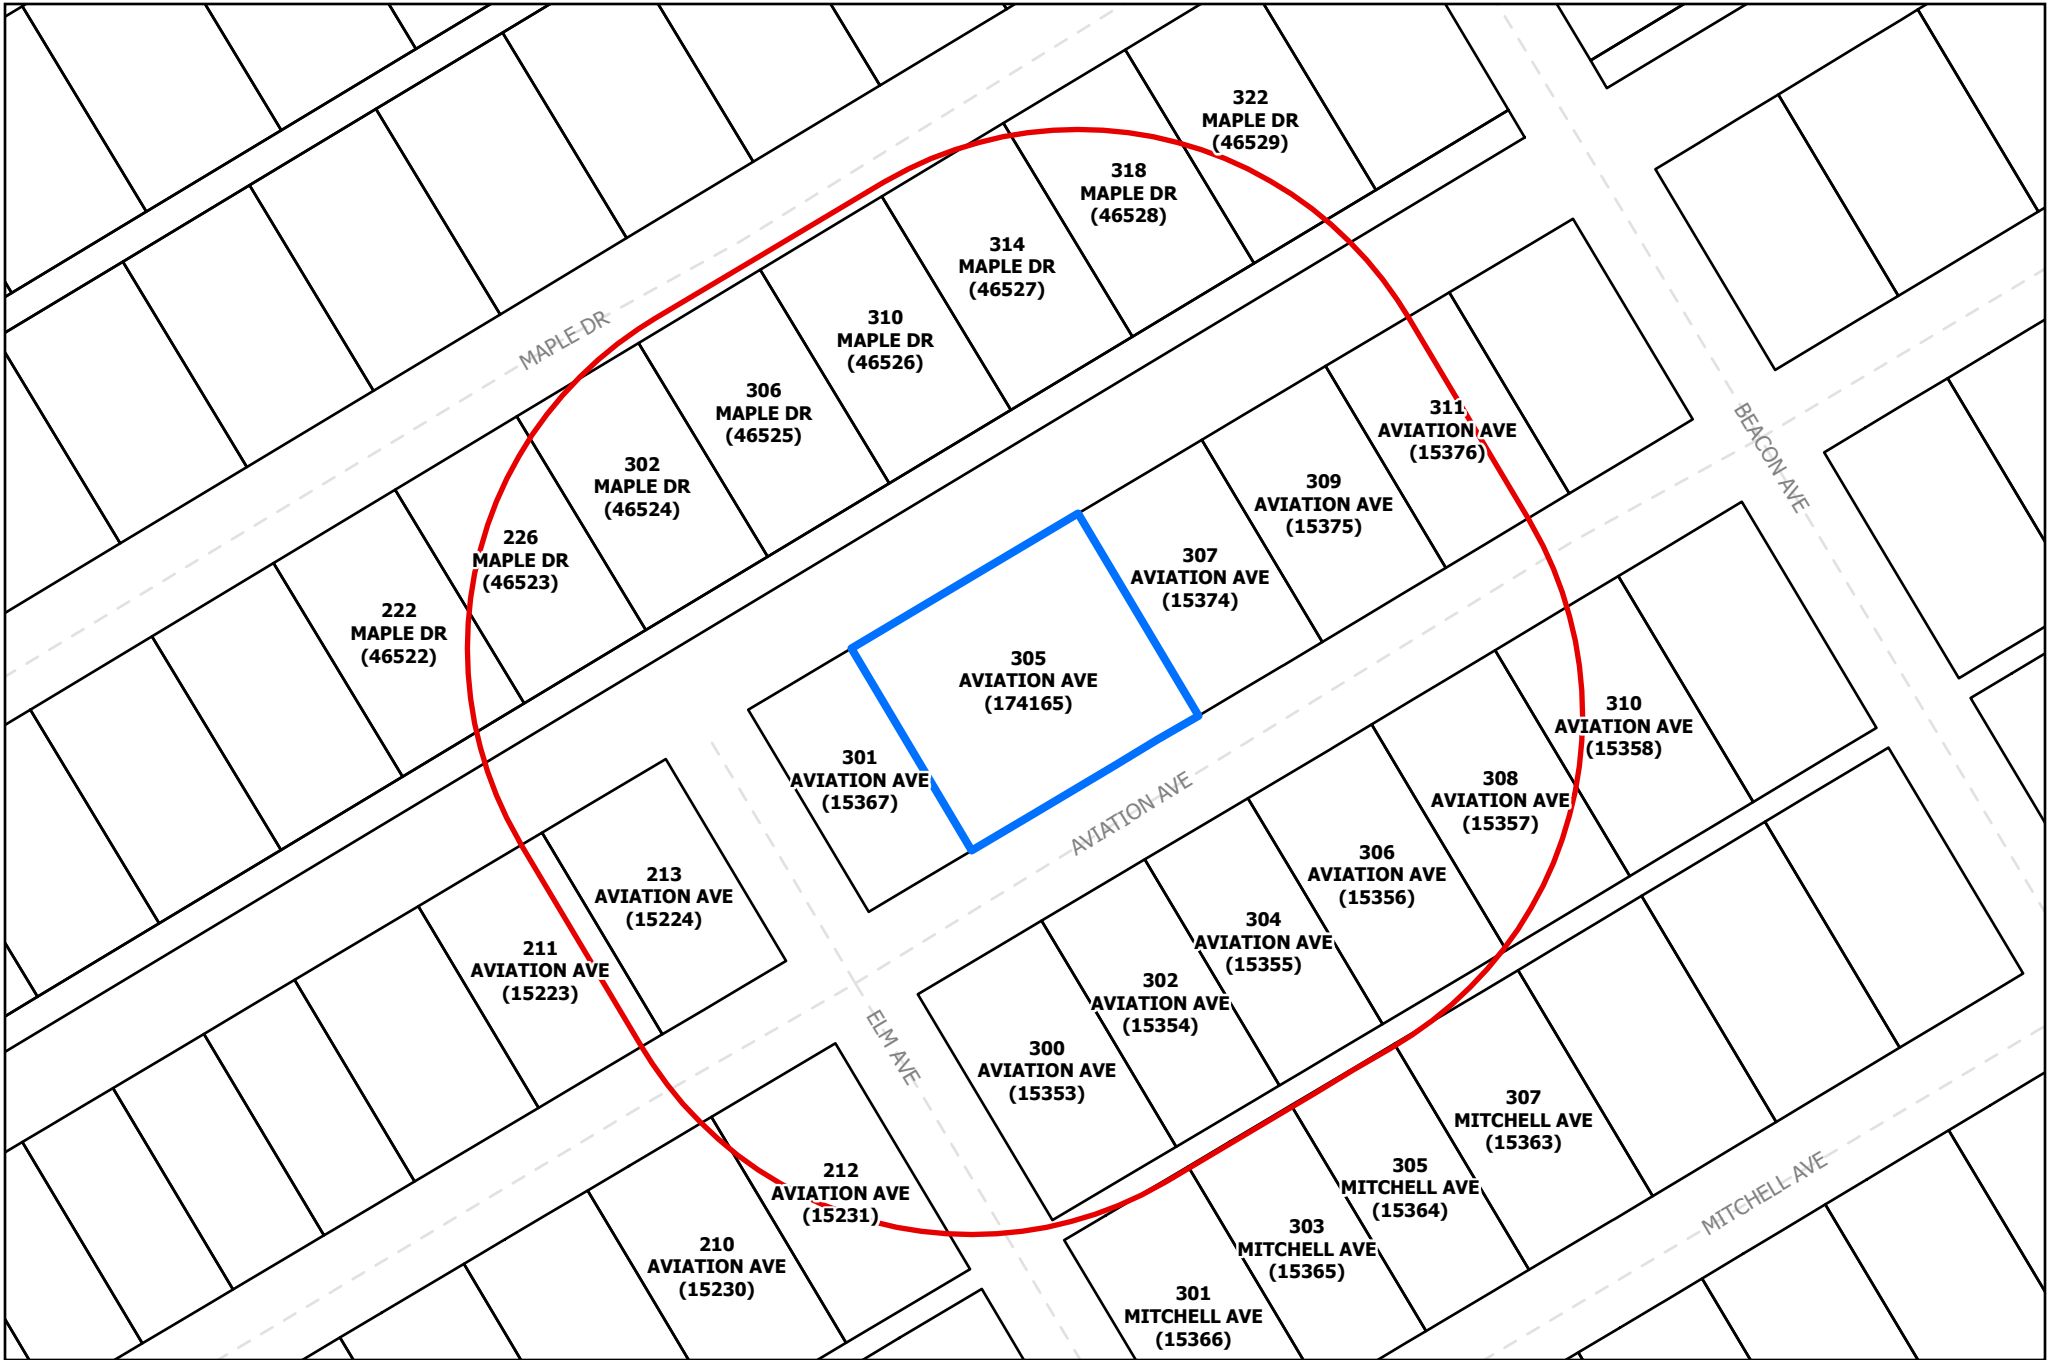 322
MAPLE DR
(46529)
318
MAPLE DR
(46528)
314
MAPLE DR
(46527)
310
MAPLE DR
(46526)
306
MAPLE DR
(46525)
302
MAPLE DR
(46524)
226
MAPLE DR
(46523)
222
MAPLE DR
(46522)
MAPLE DR
311
AVIATION AVE
(15376)
309
AVIATION AVE
(15375)
307
AVIATION AVE
(15374)
305
AVIATION AVE
(174165)
301
AVIATION AVE
(15367)
213
AVIATION AVE
(15224)
211
AVIATION AVE
(15223)
BEACON AVE
AVIATION AVE
ELM AVE
310
AVIATION AVE
(15358)
308
AVIATION AVE
(15357)
306
AVIATION AVE
(15356)
304
AVIATION AVE
(15355)
302
AVIATION AVE
(15354)
300
AVIATION AVE
(15353)
212
AVIATION AVE
(15231)
210
AVIATION AVE
(15230)
307
MITCHELL AVE
(15363)
305
MITCHELL AVE
(15364)
303
MITCHELL AVE
(15365)
301
MITCHELL AVE
(15366)
MITCHELL AVE